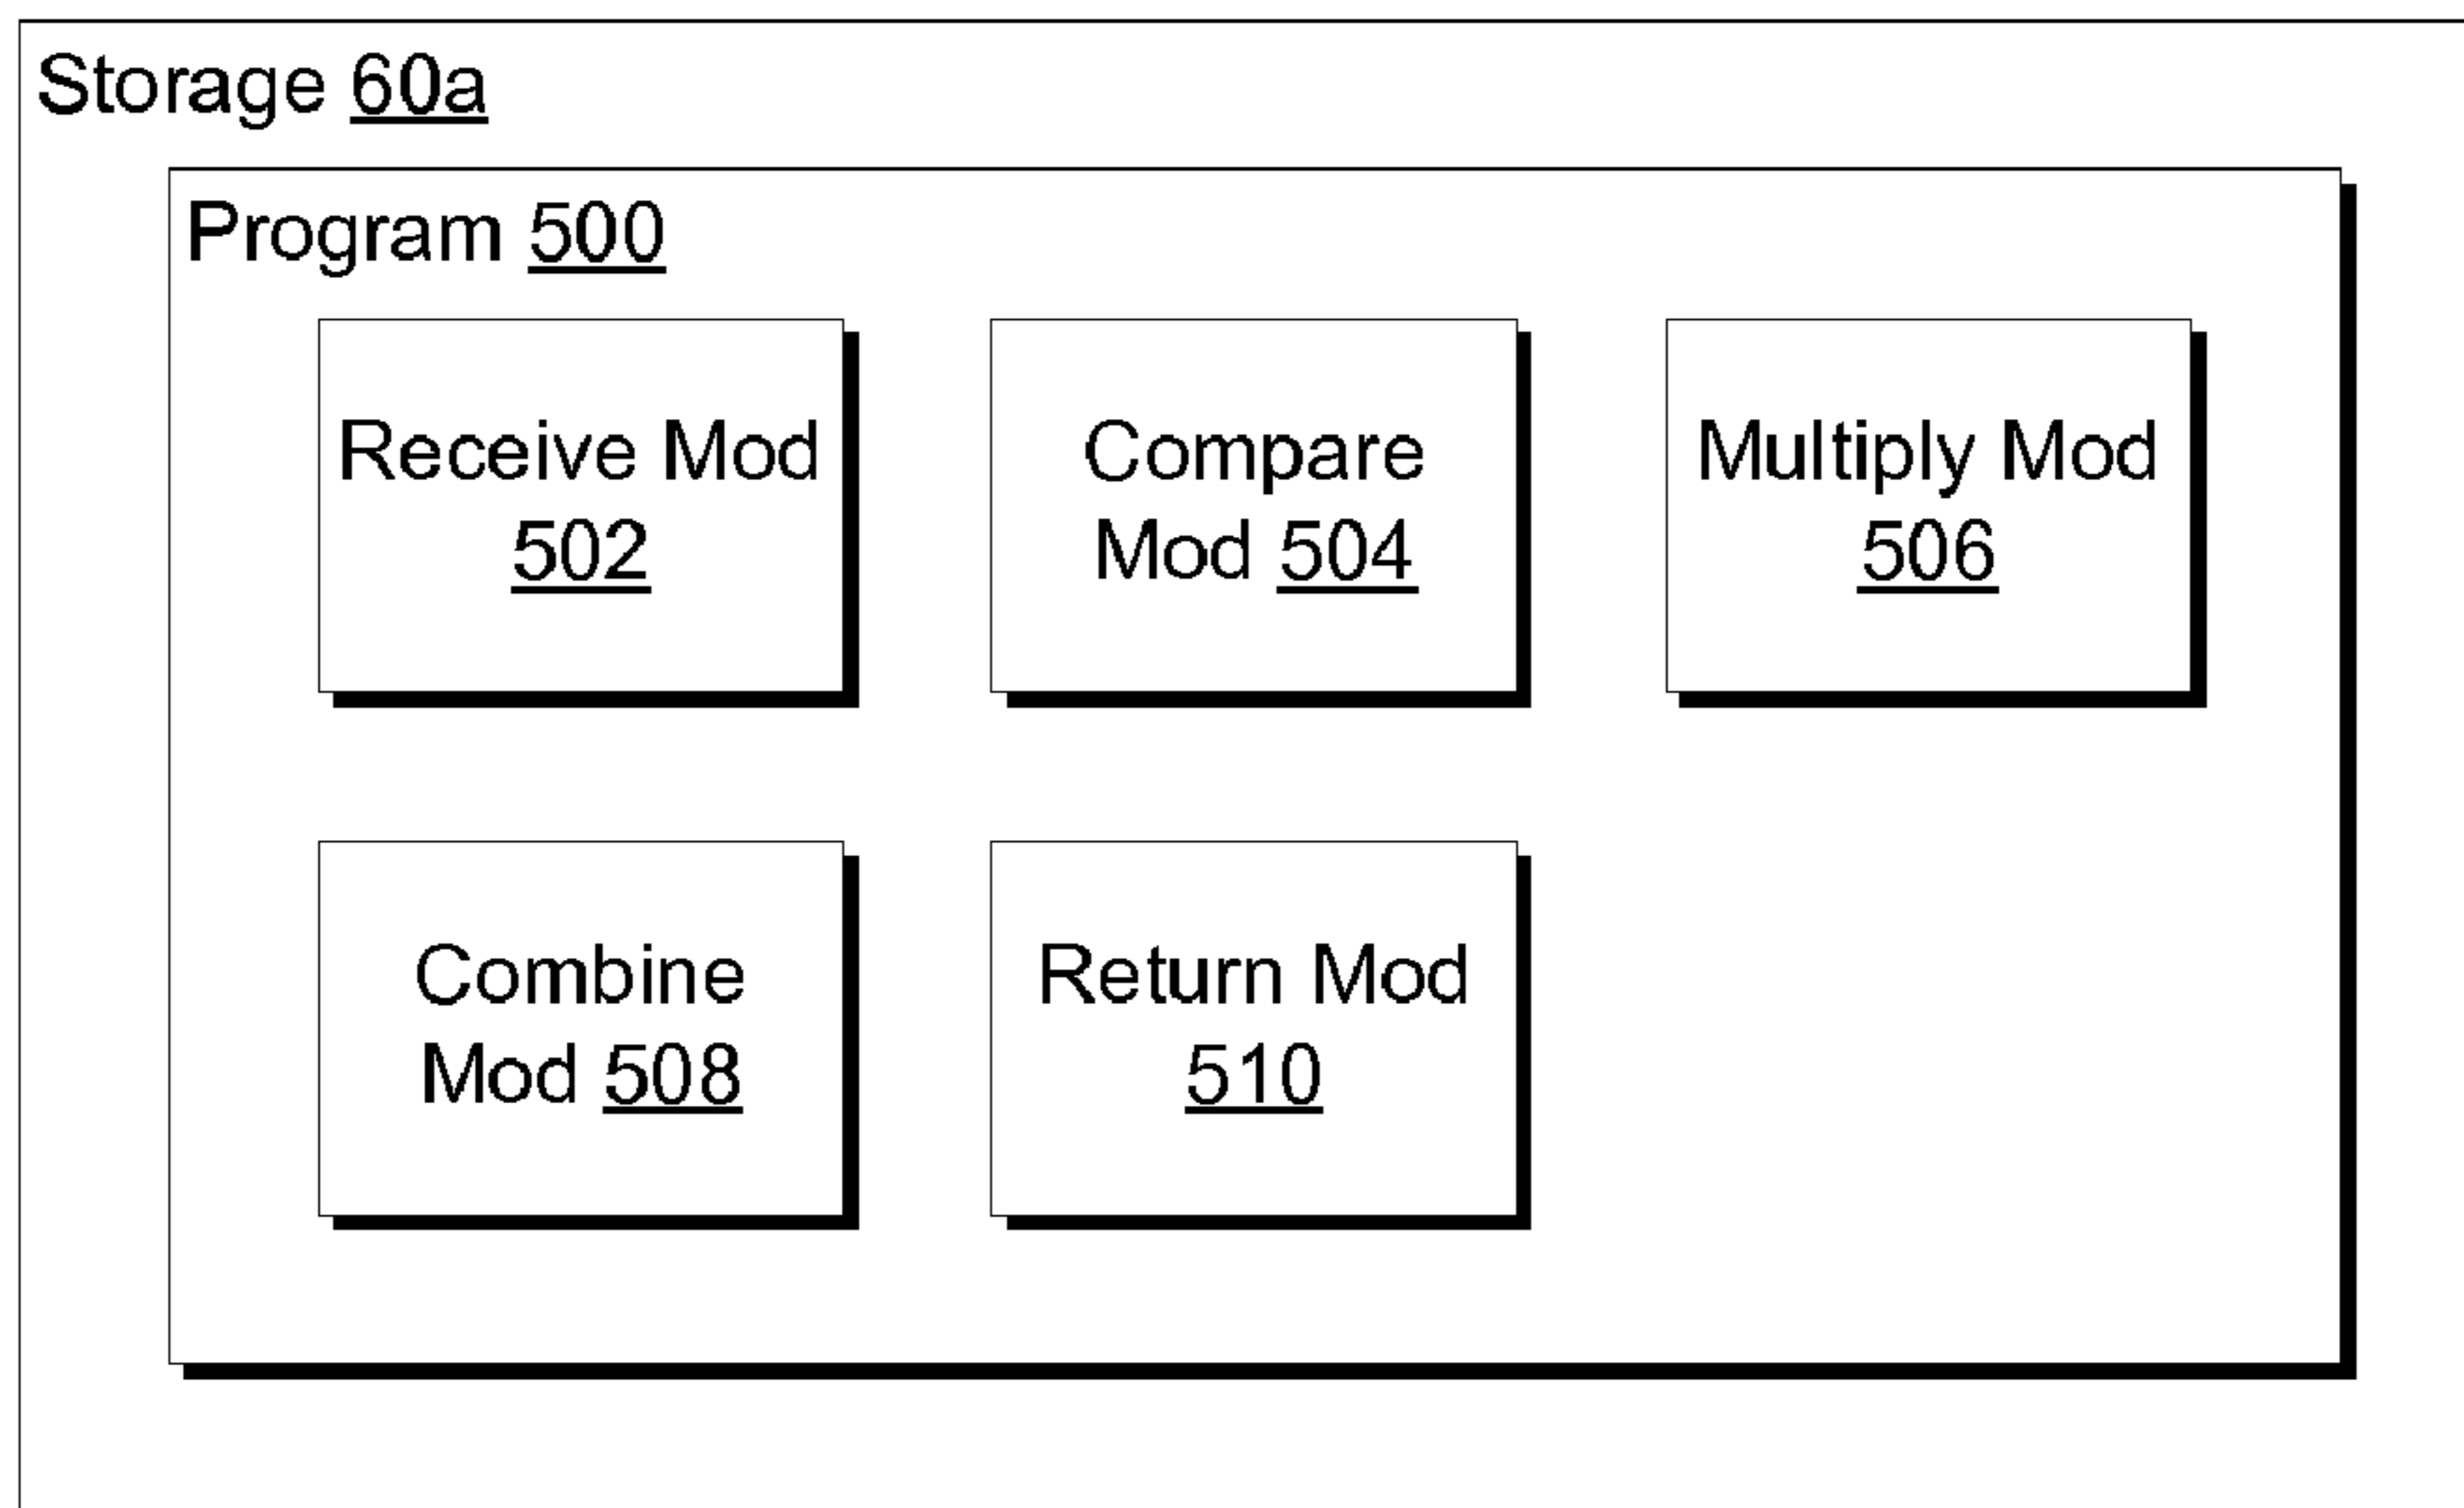 Storage 60a
Program 500
Receive Mod
502
Compare
Mod 504
Multiply Mod
506
Combine
Mod 508
Return Mod
510